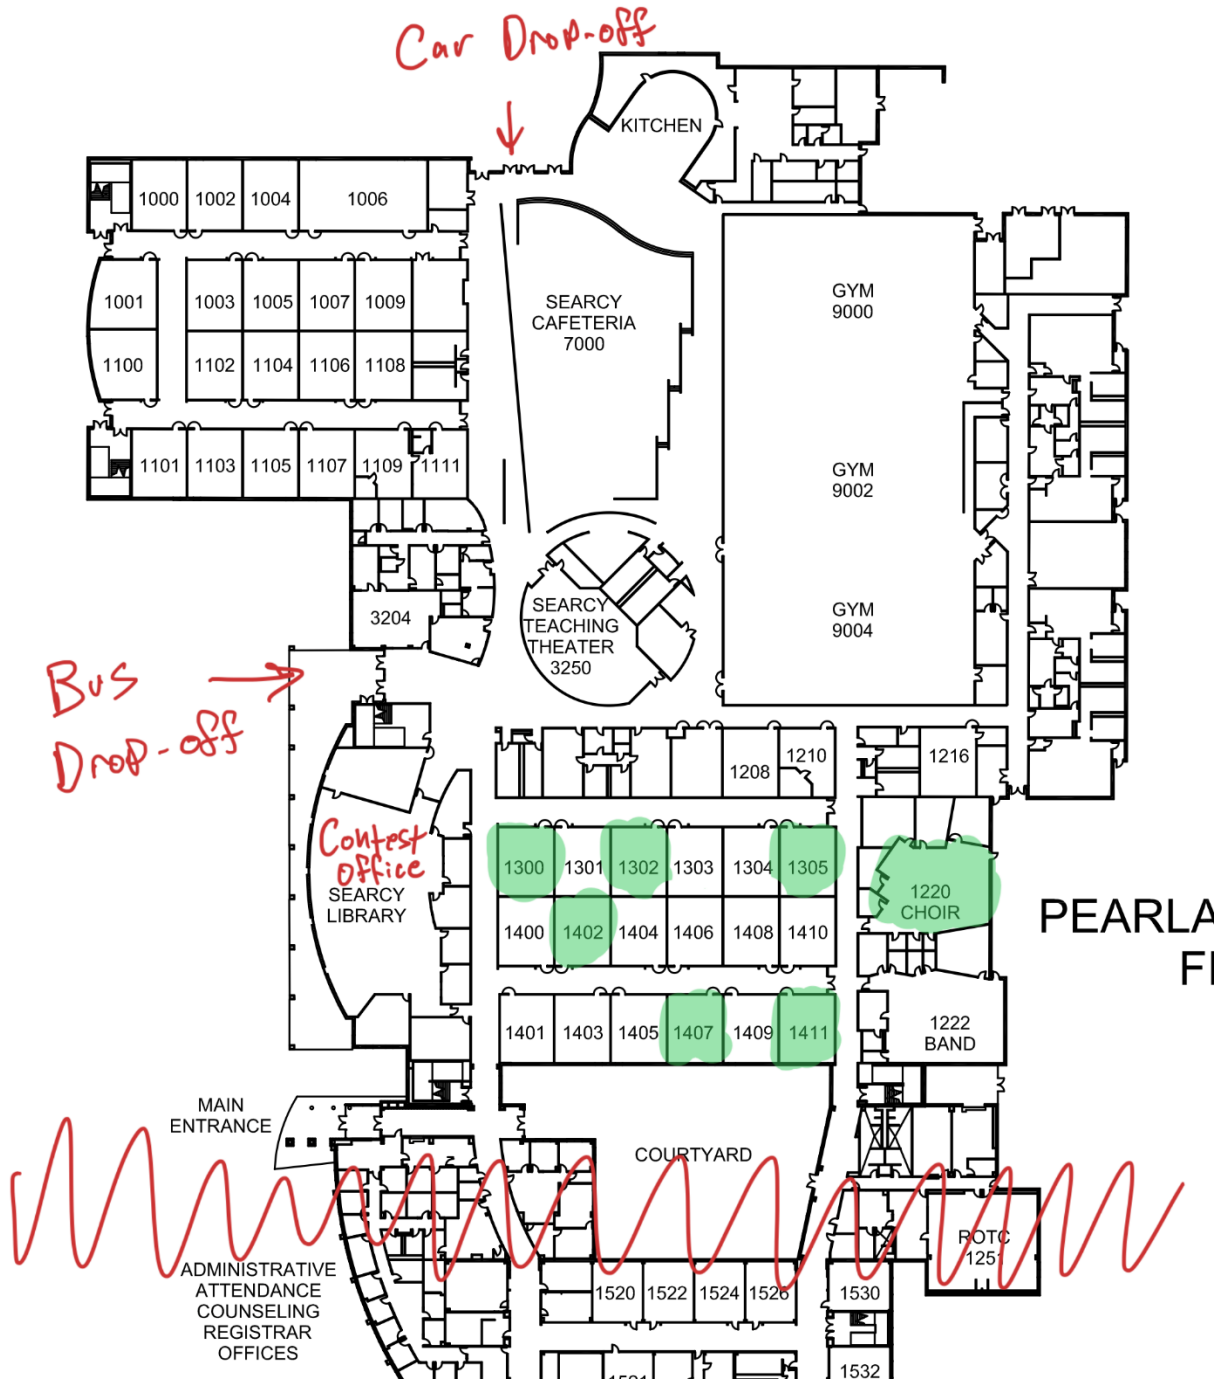 Car Drop-off
KITCHEN
1000 1002 1004 1006
1001 1003 1005 1007 1009
SEARCY
CAFETERIA
7000
GYM
9000
1100 1102 1104 1106 1108
1101 1103 1105 1107 1109 1111
GYM
9002
3204
SEARCY
TEACHING
THEATER
3250
GYM
9004
Bus
Drop-off
1208 1210 1216
Contest
office
SEARCY
LIBRARY
1300 1301 1302 1303 1304 1305
1220
CHOIR
1400 1402 1404 1406 1408 1410
PEARLA
1401 1403 1405 1407 1409 1411
1222
BAND
MAIN
ENTRANCE
COURTYARD
ROTC
1251
ADMINISTRATIVE
ATTENDANCE
COUNSELING
REGISTRAR
OFFICES
1520 1522 1524 1526 1530
1532